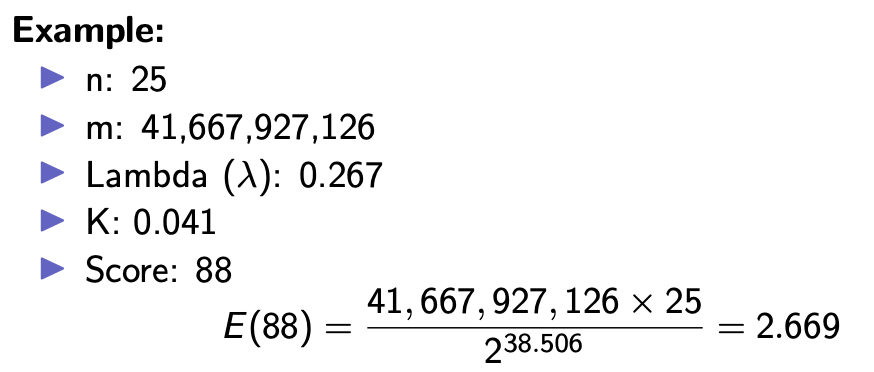 Example:
▶ n: 25
▶ m: 41,667,927,126
▶ Lambda (λ): 0.267
▶ K: 0.041
▶ Score: 88
E(88) = \frac{41,667,927,126 × 25}{2^{38.506}} = 2.669